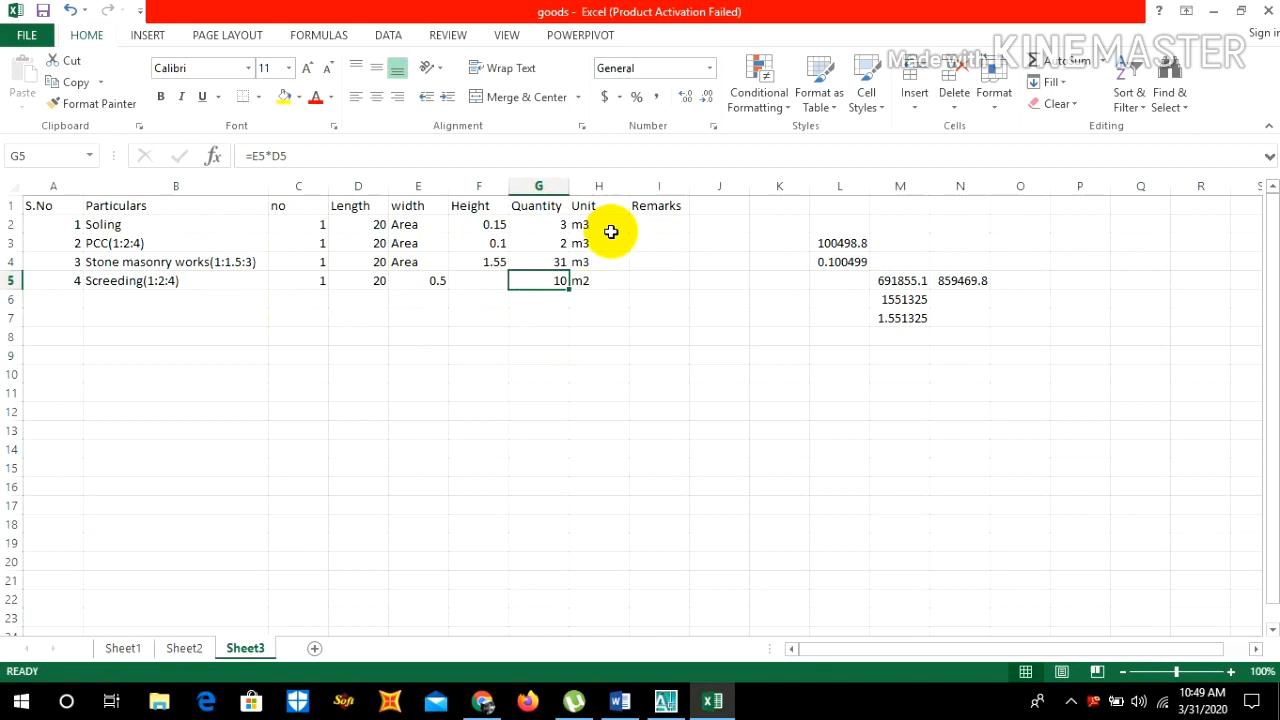 goods - Excel (Product Activation Failed)
FILE HOME INSERT PAGE LAYOUT FORMULAS DATA REVIEW VIEW POWERPIVOT Sign in
Made with KINEMASTER
Paste Cut Copy Format Painter Clipboard
Calibri 11 B I U A Font
Wrap Text Merge & Center Alignment
General $ % , Number
Conditional Formatting Format as Table Cell Styles Styles
Insert Delete Format Cells
AutoSum Fill Clear Sort & Filter Find & Select Editing
G5 fx =E5*D5
A B C D E F G H I J K L M N O P Q R S
1 S.No Particulars no Length width Height Quantity Unit Remarks
2 1 Soling 1 20 Area 0.15 3 m3
3 2 PCC(1:2:4) 1 20 Area 0.1 2 m3 100498.8
4 3 Stone masonry works(1:1.5:3) 1 20 Area 1.55 31 m3 0.100499
5 4 Screeding(1:2:4) 1 20 0.5 10 m2 691855.1 859469.8
6 1551325
7 1.551325
8
9
10
11
12
13
14
15
16
17
18
19
20
21
22
23
Sheet1 Sheet2 Sheet3
READY 100%
Soft
10:49 AM
3/31/2020